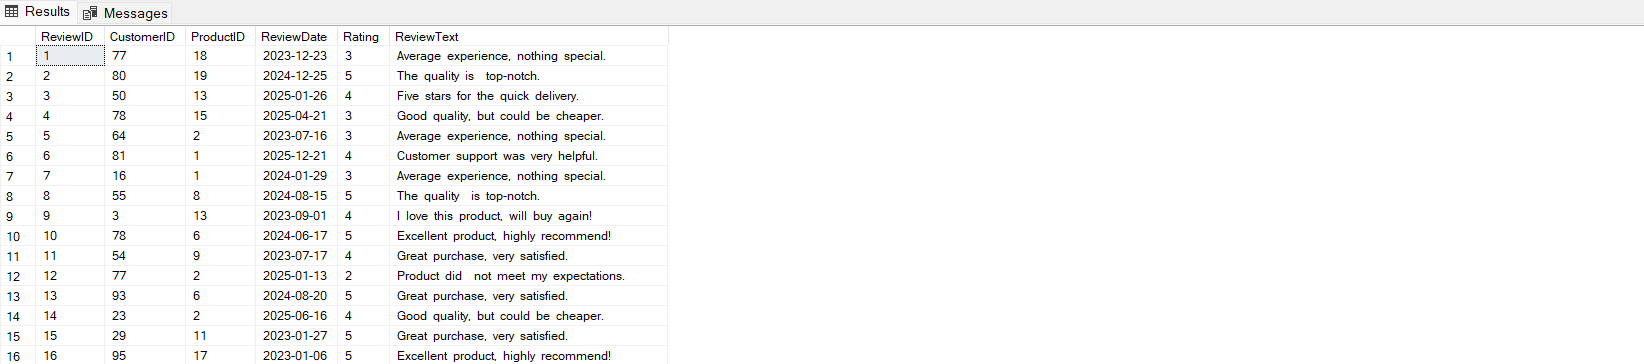 Results Messages
ReviewID CustomerID ProductID ReviewDate Rating ReviewText
1 1 77 18 2023-12-23 3 Average experience, nothing special.
2 2 80 19 2024-12-25 5 The quality is  top-notch.
3 3 50 13 2025-01-26 4 Five stars for the quick delivery.
4 4 78 15 2025-04-21 3 Good quality, but could be cheaper.
5 5 64 2 2023-07-16 3 Average experience, nothing special.
6 6 81 1 2025-12-21 4 Customer support was very helpful.
7 7 16 1 2024-01-29 3 Average experience, nothing special.
8 8 55 8 2024-08-15 5 The quality  is top-notch.
9 9 3 13 2023-09-01 4 I love this product, will buy again!
10 10 78 6 2024-06-17 5 Excellent product, highly recommend!
11 11 54 9 2023-07-17 4 Great purchase, very satisfied.
12 12 77 2 2025-01-13 2 Product did  not meet my expectations.
13 13 93 6 2024-08-20 5 Great purchase, very satisfied.
14 14 23 2 2025-06-16 4 Good quality, but could be cheaper.
15 15 29 11 2023-01-27 5 Great purchase, very satisfied.
16 16 95 17 2023-01-06 5 Excellent product, highly recommend!